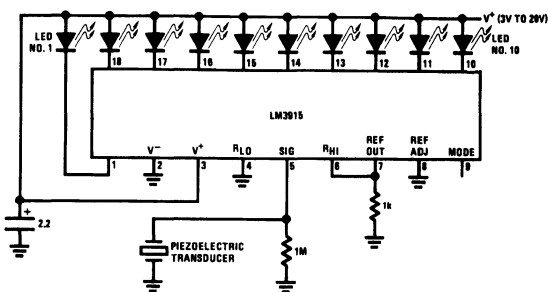 V+ (3V TO 20V)
LED
NO. 1
LED
NO. 10
18
17
16
15
14
13
12
11
10
LM3915
V−
V+
RLO
SIG
RHI
REF
OUT
REF
ADJ
MODE
1
2
3
4
5
6
7
8
9
+
2.2
PIEZOELECTRIC
TRANSDUCER
1M
1k